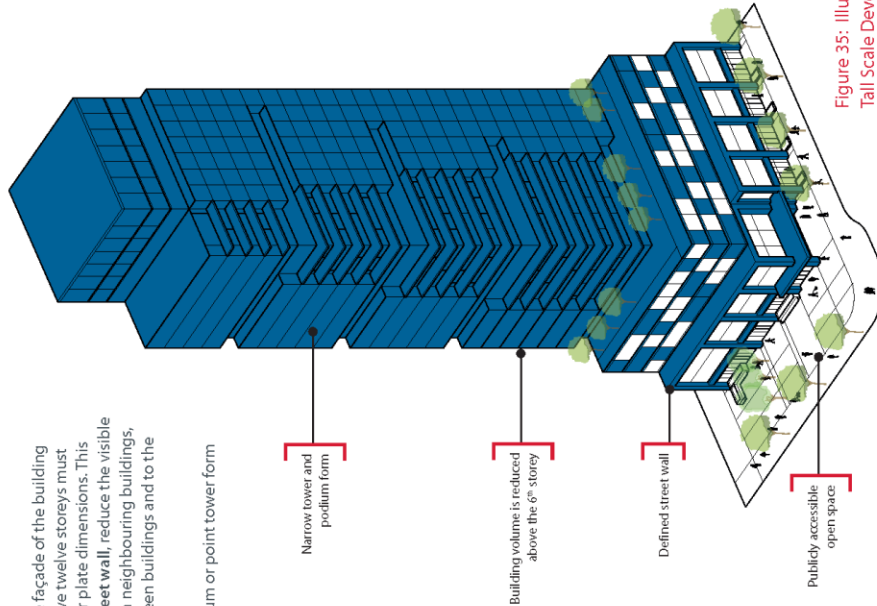 façade of the building
ve twelve storeys must
plate dimensions. This
eet wall, reduce the visible
neighbouring buildings,
een buildings and to the
um or point tower form
Narrow tower and
podium form
Building volume is reduced
above the 6th storey
Defined street wall
Publicly accessible
open space
Figure 35: Illu
Tall Scale Deve